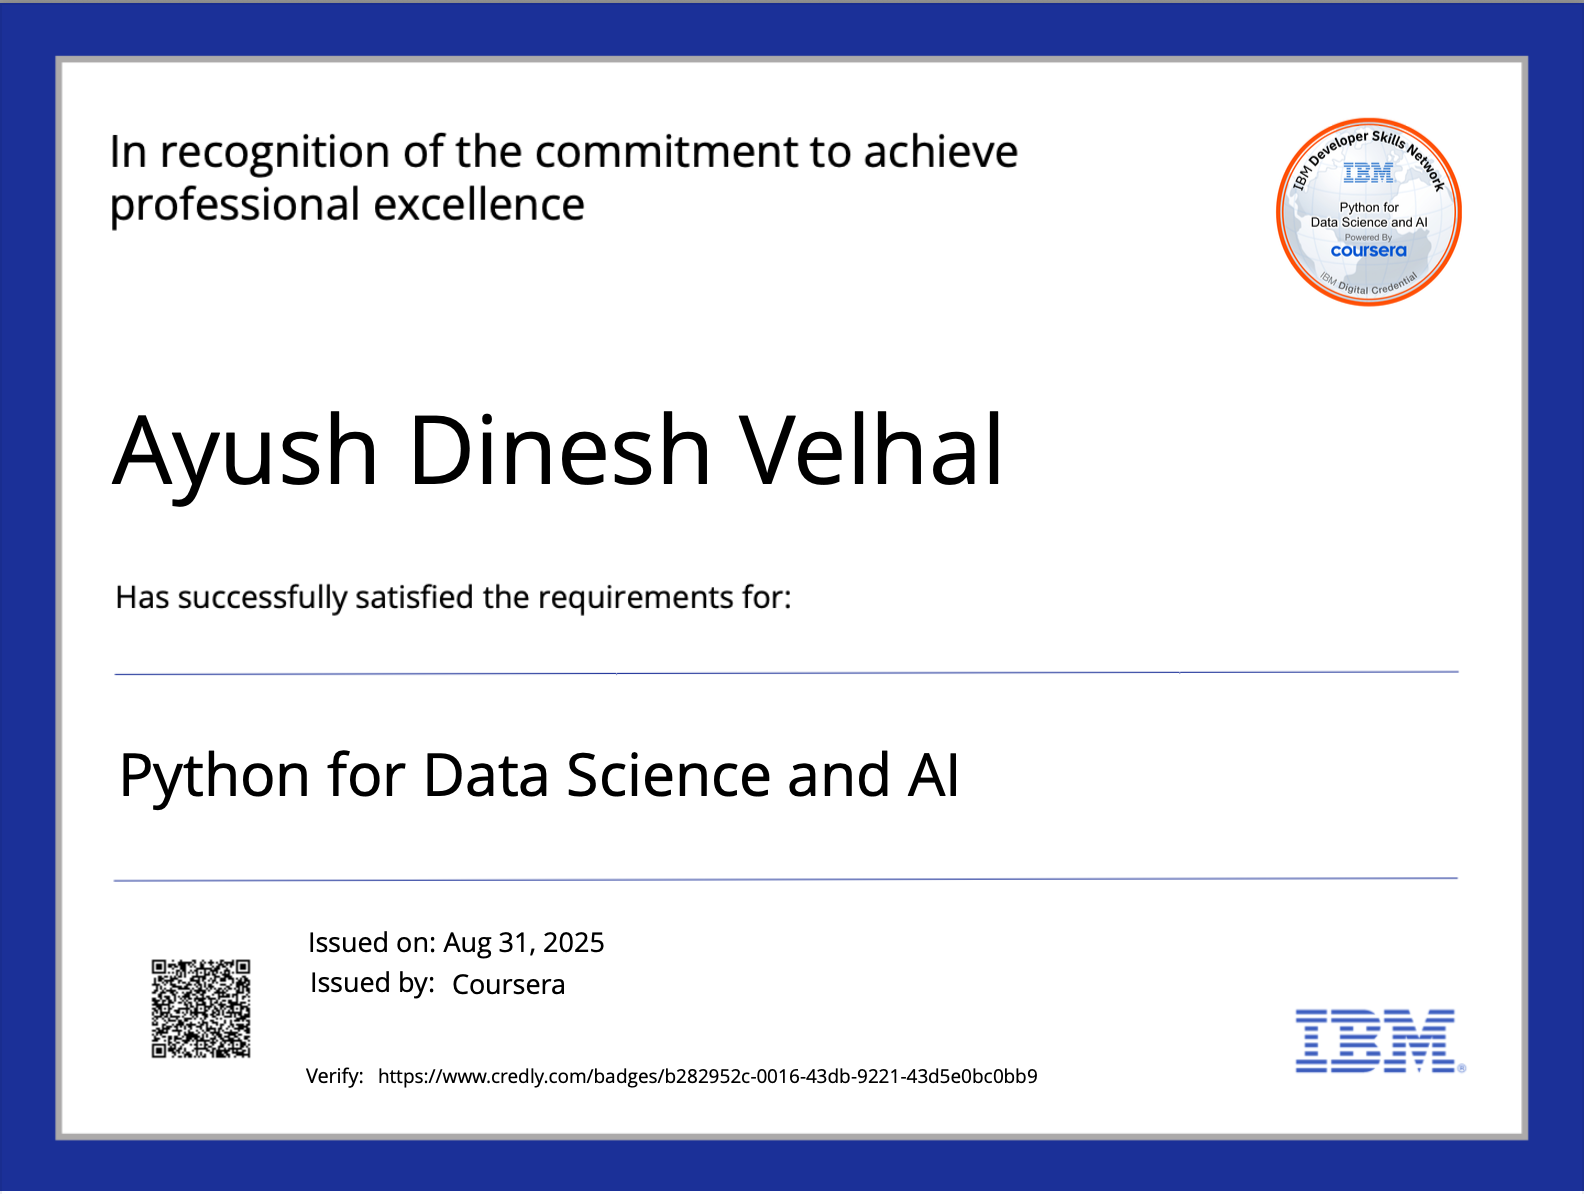 In recognition of the commitment to achieve
professional excellence
IBM Developer Skills Network
IBM
Python for
Data Science and AI
Powered By
coursera
IBM Digital Credential
Ayush Dinesh Velhal
Has successfully satisfied the requirements for:
Python for Data Science and AI
Issued on: Aug 31, 2025
Issued by: Coursera
Verify: https://www.credly.com/badges/b282952c-0016-43db-9221-43d5e0bc0bb9
IBM®